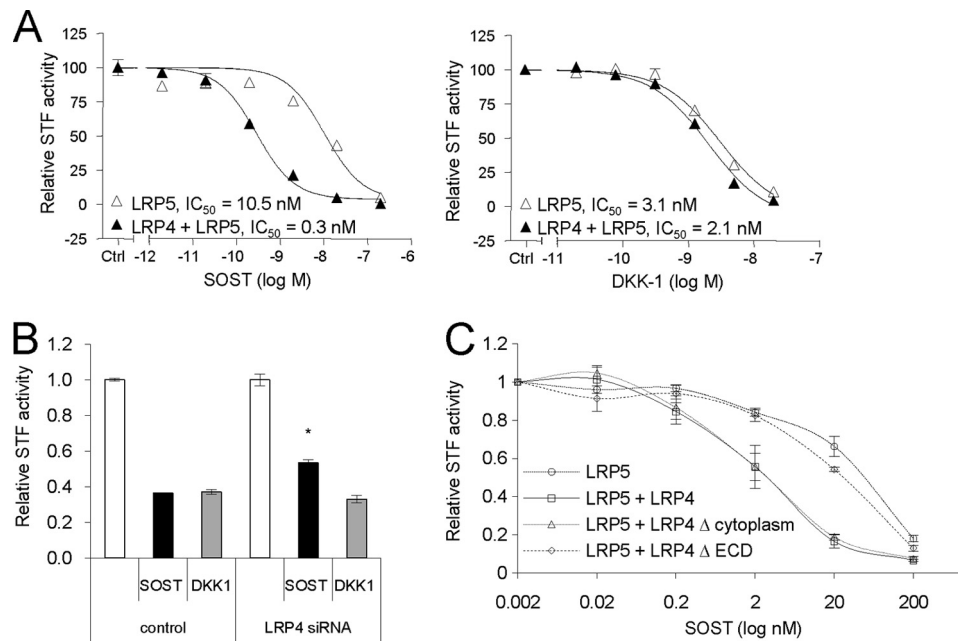 A
Relative STF activity
125
100
75
50
25
0
-25
LRP5, IC50 = 10.5 nM
LRP4 + LRP5, IC50 = 0.3 nM
Ctrl -12 -11 -10 -9 -8 -7 -6
SOST (log M)
Relative STF activity
125
100
75
50
25
0
-25
LRP5, IC50 = 3.1 nM
LRP4 + LRP5, IC50 = 2.1 nM
Ctrl -11 -10 -9 -8 -7
DKK-1 (log M)
B
Relative STF activity
1.2
1.0
0.8
0.6
0.4
0.2
0.0
*
SOST DKK1 SOST DKK1
control LRP4 siRNA
C
Relative STF activity
1.2
1.0
0.8
0.6
0.4
0.2
0.0
LRP5
LRP5 + LRP4
LRP5 + LRP4 Δ cytoplasm
LRP5 + LRP4 Δ ECD
0.002 0.02 0.2 2 20 200
SOST (log nM)